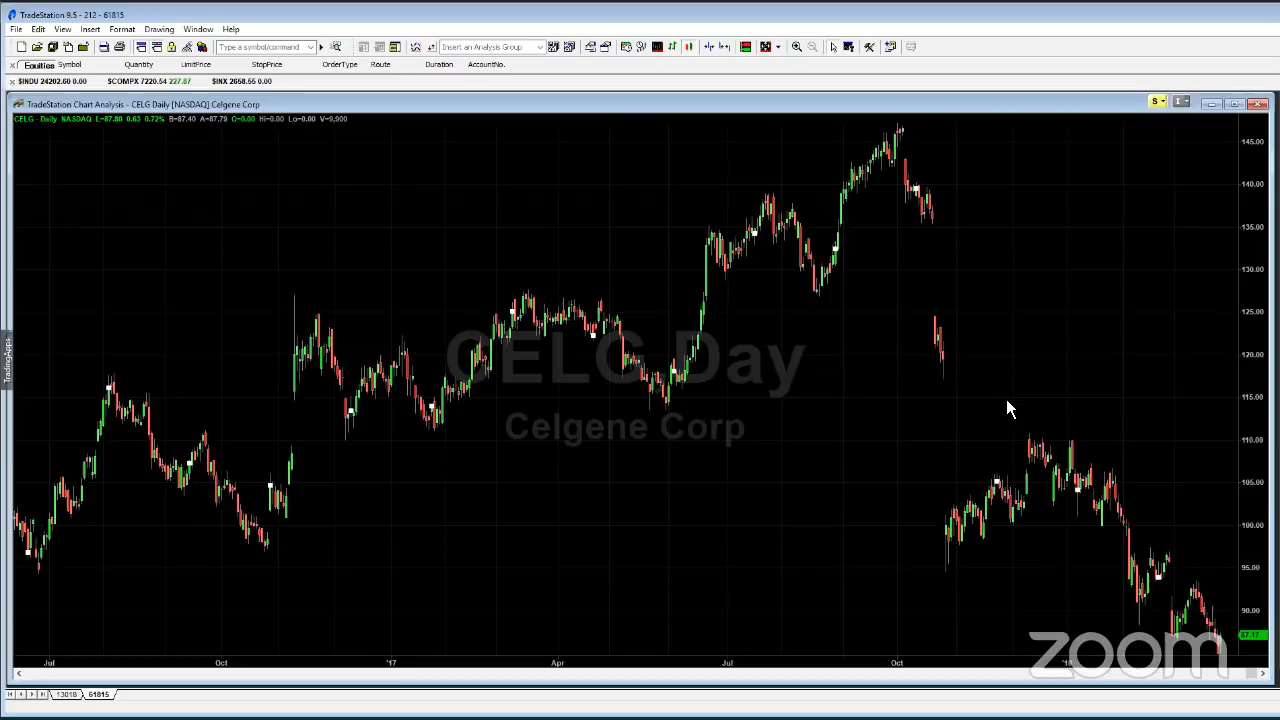 TradeStation 9.5 - 212 - 61815
File Edit View Insert Format Drawing Window Help
Type a symbol/command Insert an Analysis Group
Equities Symbol Quantity LimitPrice StopPrice OrderType Route Duration AccountNo.
$INDU 24202.60 0.00 $COMPX 7220.54 227.87 $INX 2658.55 0.00
TradeStation Chart Analysis - CELG Daily [NASDAQ] Celgene Corp
S
I
CELG - Daily NASDAQ L=87.80 0.63 0.72% B=87.40 A=87.79 O=0.00 Hi=0.00 Lo=0.00 V=9,900
145.00
140.00
135.00
130.00
125.00
120.00
115.00
110.00
105.00
100.00
95.00
90.00
87.17
TradingApps
CELG.Day
Celgene Corp
zoom
Jul Oct '17 Apr Jul Oct '18
13018 61815